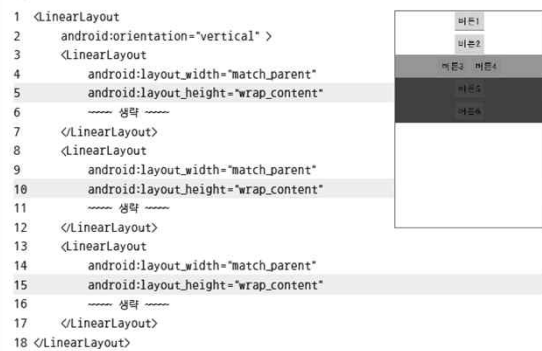 1 <LinearLayout
2 android:orientation="vertical" >
3 <LinearLayout
4 android:layout_width="match_parent"
5 android:layout_height="wrap_content"
6 ~~~~ 생략 ~~~~
7 </LinearLayout>
8 <LinearLayout
9 android:layout_width="match_parent"
10 android:layout_height="wrap_content"
11 ~~~~ 생략 ~~~~
12 </LinearLayout>
13 <LinearLayout
14 android:layout_width="match_parent"
15 android:layout_height="wrap_content"
16 ~~~~ 생략 ~~~~
17 </LinearLayout>
18 </LinearLayout>
버튼1
버튼2
버튼3 버튼4
버튼5
버튼6